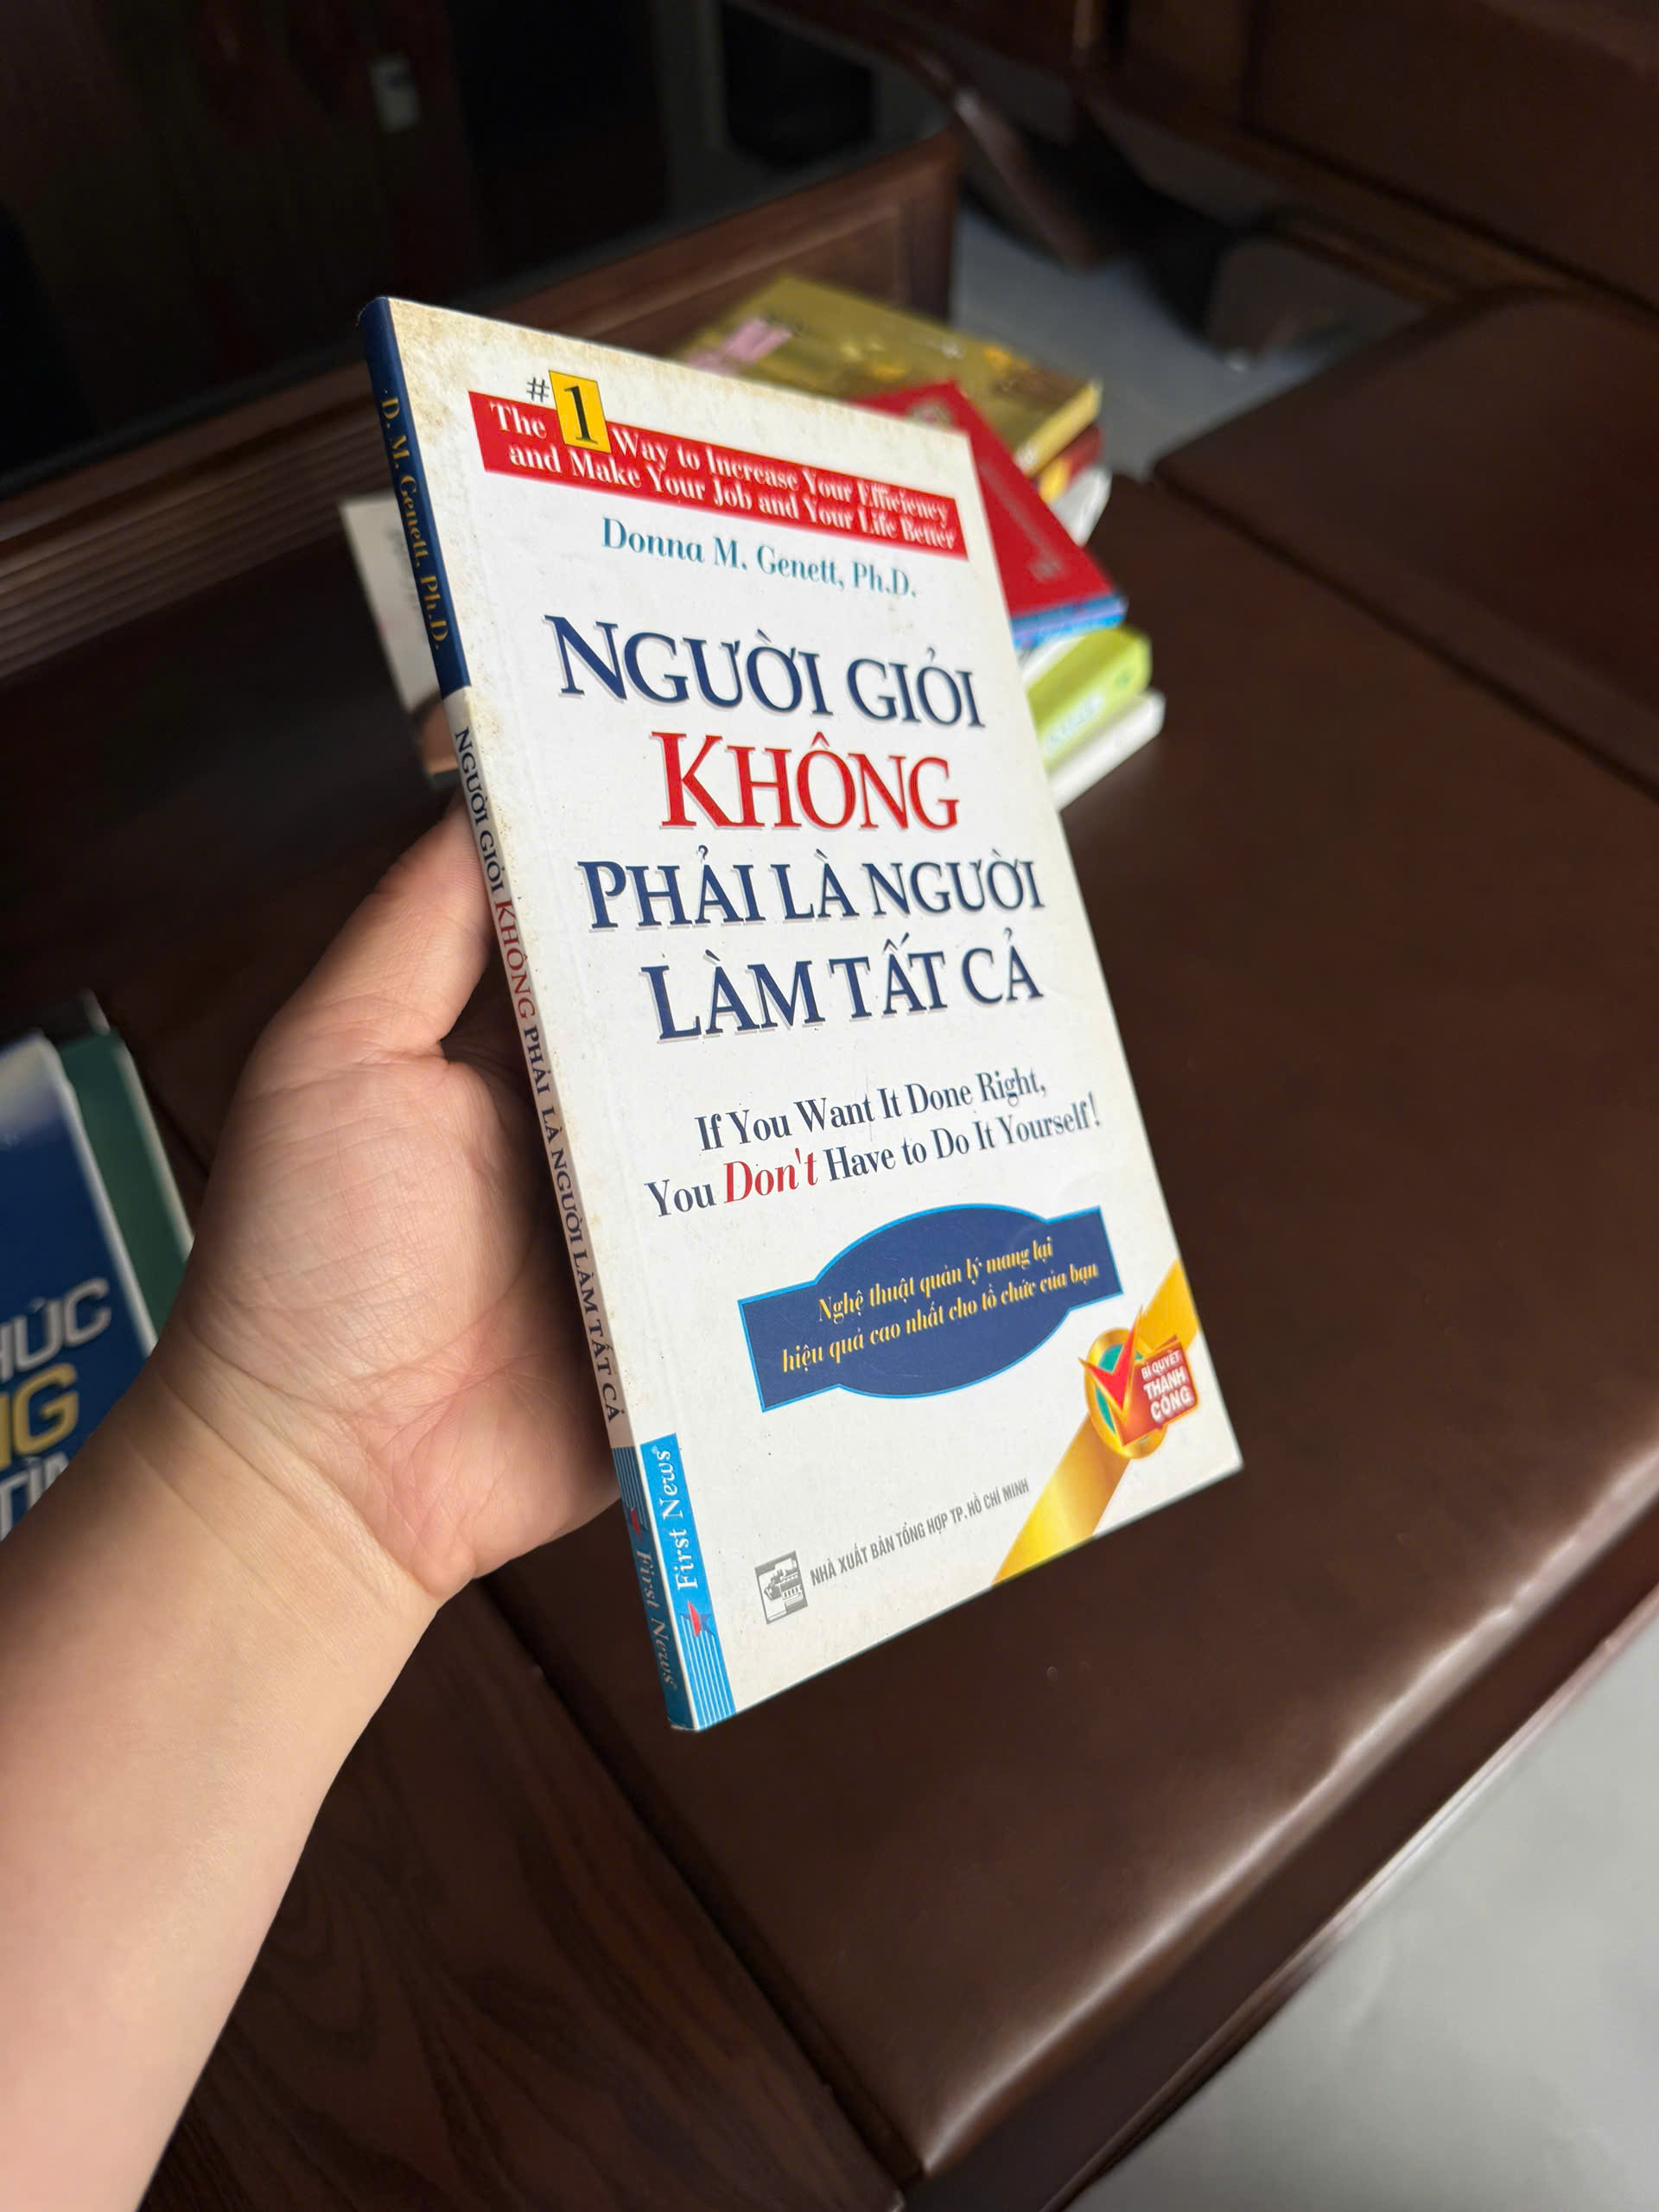 #1
The Way to Increase Your Efficiency
and Make Your Job and Your Life Better
Donna M. Genett, Ph.D.
NGƯỜI GIỎI
KHÔNG
PHẢI LÀ NGƯỜI
LÀM TẤT CẢ
If You Want It Done Right,
You Don't Have to Do It Yourself!
Nghệ thuật quản lý mang lại
hiệu quả cao nhất cho tổ chức của bạn
BÍ QUYẾT
THÀNH
CÔNG
NHÀ XUẤT BẢN TỔNG HỢP TP. HỒ CHÍ MINH
First News®
D. M. Genett, Ph.D.
NGƯỜI GIỎI KHÔNG PHẢI LÀ NGƯỜI LÀM TẤT CẢ
First News